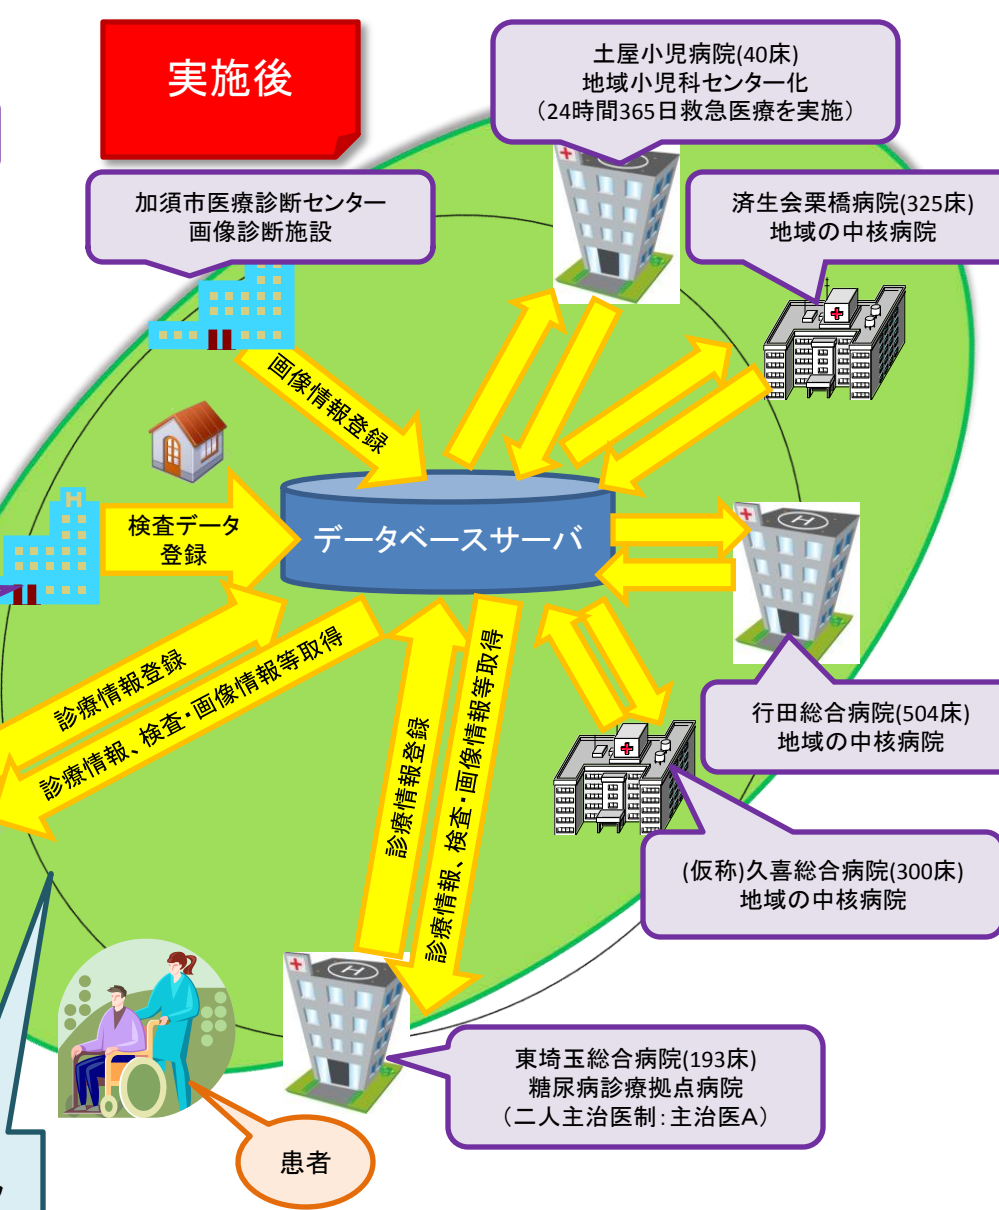 実施後
土屋小児病院(40床)
地域小児科センター化
（24時間365日救急医療を実施）
加須市医療診断センター
画像診断施設
済生会栗橋病院(325床)
地域の中核病院
画像情報登録
検査データ
登録
データベースサーバ
診療情報登録
診療情報、検査・画像情報等取得
診療情報登録
診療情報、検査・画像情報等取得
行田総合病院(504床)
地域の中核病院
(仮称)久喜総合病院(300床)
地域の中核病院
東埼玉総合病院(193床)
糖尿病診療拠点病院
（二人主治医制：主治医A）
患者
H
H
H
H